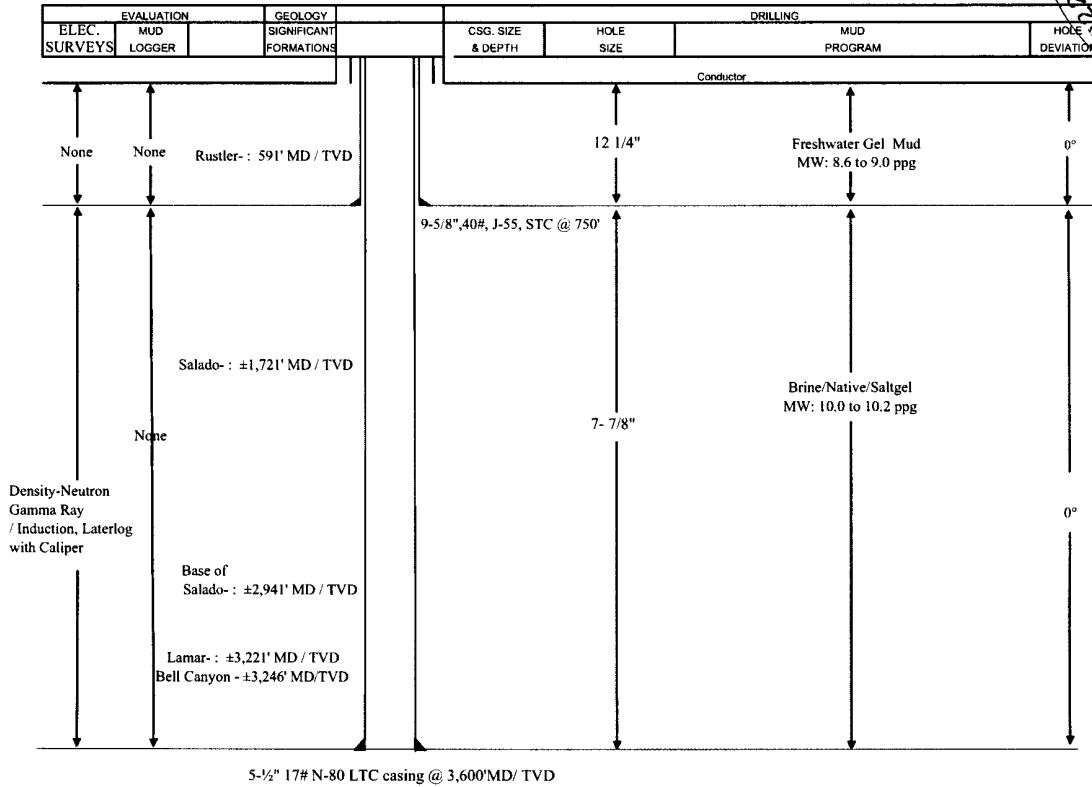 EVALUATION GEOLOGY DRILLING
ELEC. SURVEYS MUD LOGGER SIGNIFICANT FORMATIONS CSG. SIZE & DEPTH HOLE SIZE MUD PROGRAM HOLE DEVIATION
Conductor
None None Rustler- : 591' MD / TVD 12 1/4" Freshwater Gel Mud 0°
MW: 8.6 to 9.0 ppg
9-5/8",40#, J-55, STC @ 750'
Salado- : ±1,721' MD / TVD
Brine/Native/Saltgel
MW: 10.0 to 10.2 ppg
7- 7/8"
None
Density-Neutron
Gamma Ray
/ Induction, Laterlog
with Caliper
0°
Base of
Salado- : ±2,941' MD / TVD
Lamar- : ±3,221' MD / TVD
Bell Canyon - ±3,246' MD/TVD
5-½" 17# N-80 LTC casing @ 3,600'MD/ TVD